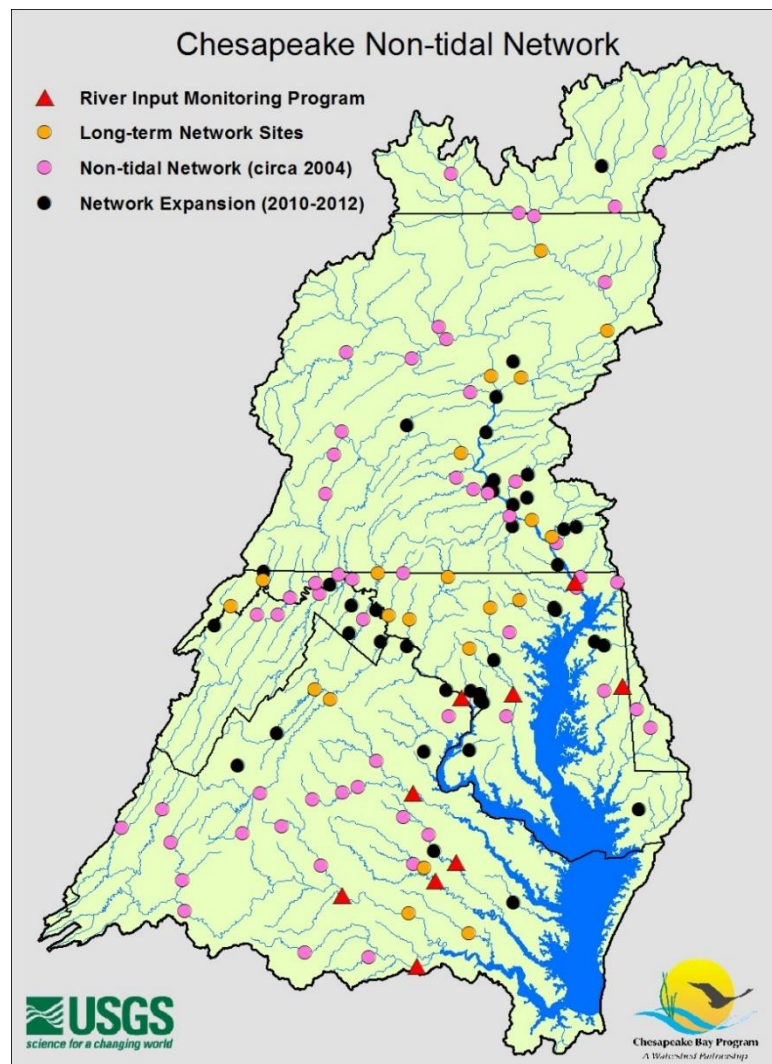 Chesapeake Non-tidal Network
River Input Monitoring Program
Long-term Network Sites
Non-tidal Network (circa 2004)
Network Expansion (2010-2012)
USGS
science for a changing world
Chesapeake Bay Program
A Watershed Partnership